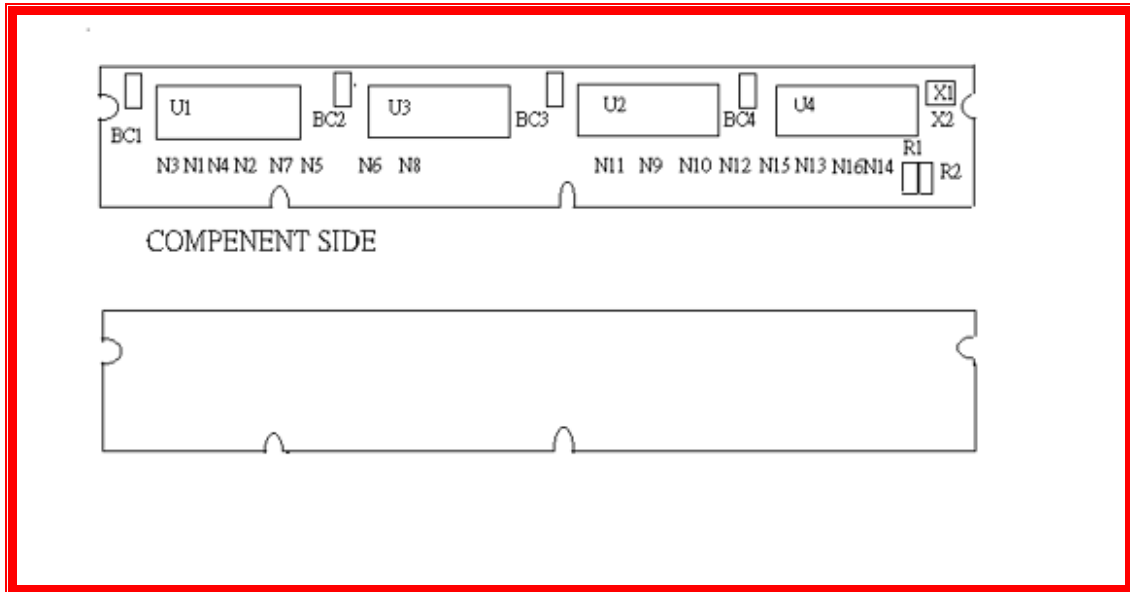 U1 U3 U2 U4 X1
BC1 BC2 BC3 BC4 X2
R1
N3 N1 N4 N2 N7 N5 N6 N8 N11 N9 N10 N12 N15 N13 N16 N14 R2
COMPENENT SIDE